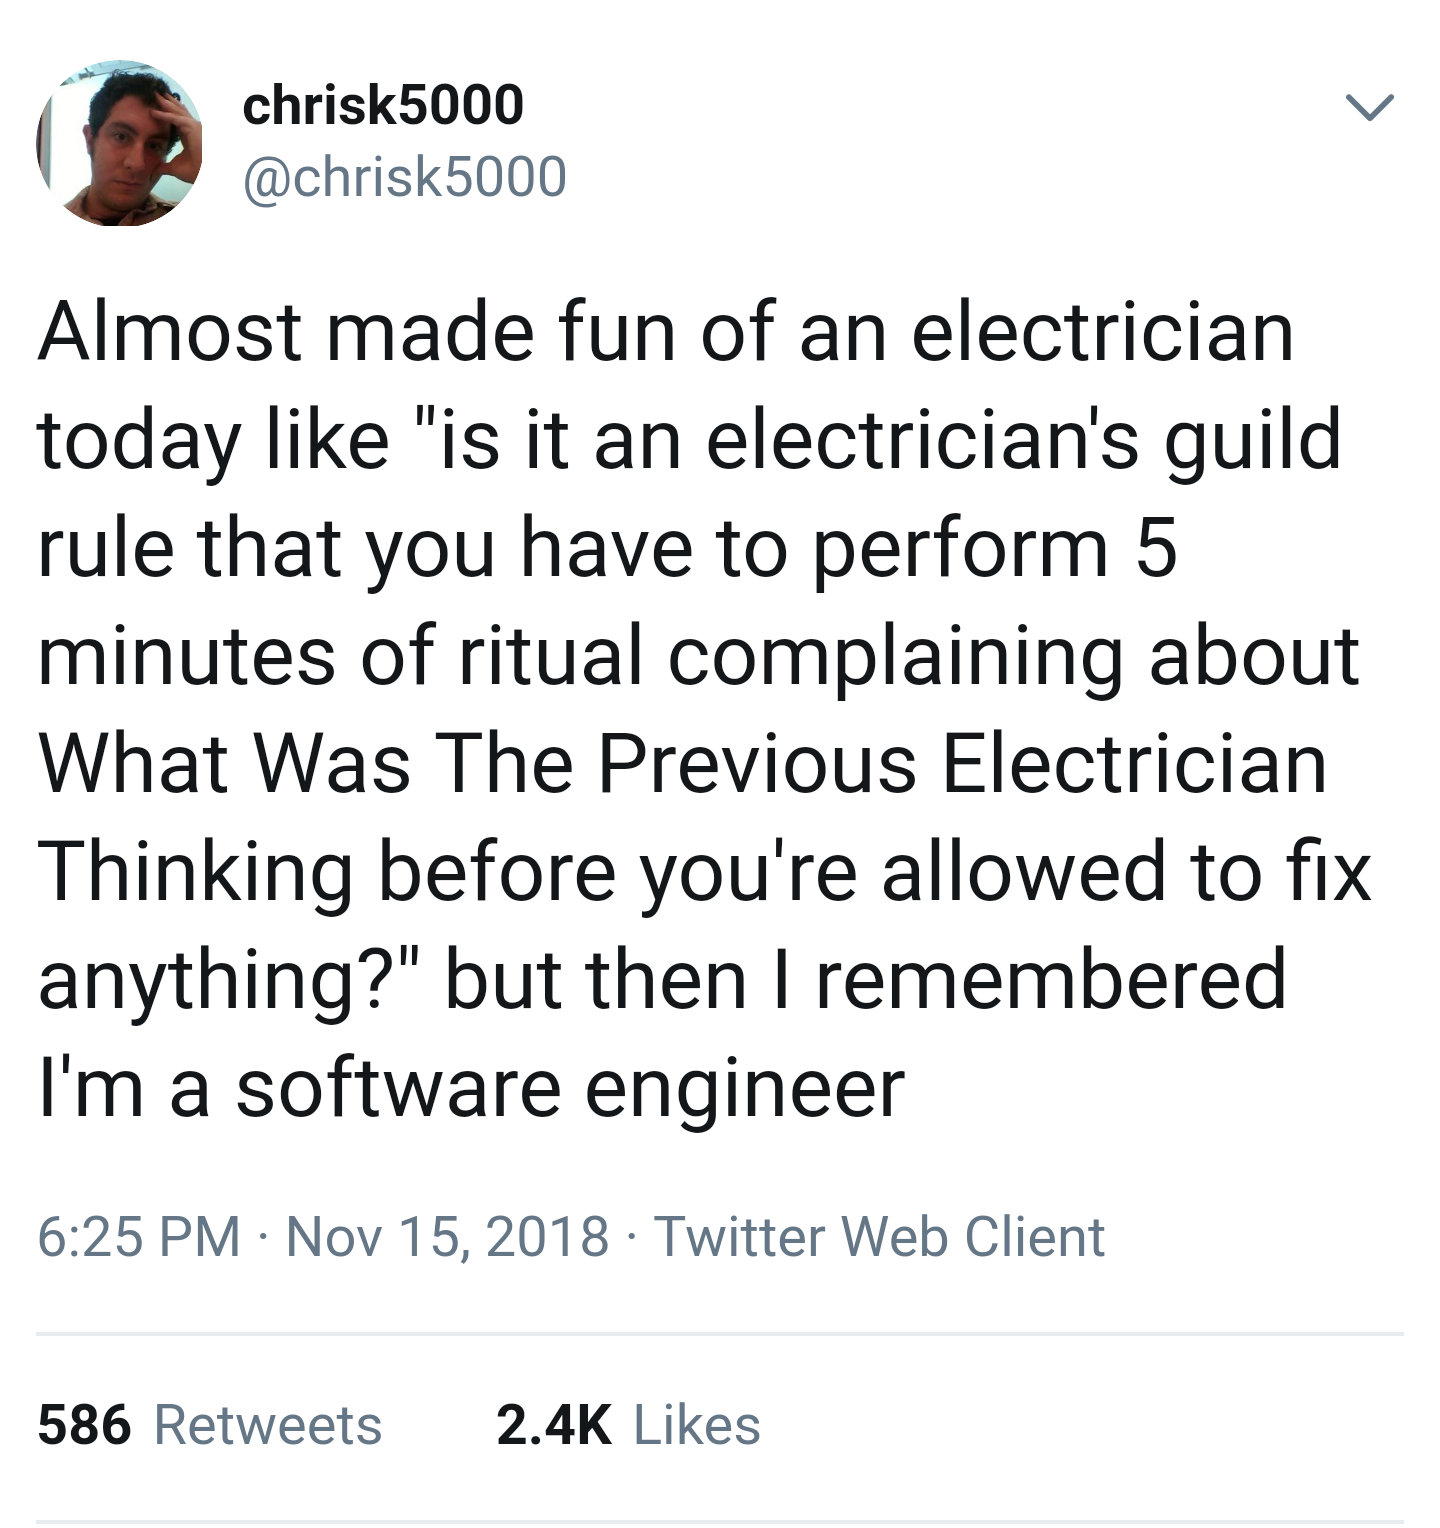 chrisk5000
@chrisk5000
Almost made fun of an electrician
today like "is it an electrician's guild
rule that you have to perform 5
minutes of ritual complaining about
What Was The Previous Electrician
Thinking before you're allowed to fix
anything?" but then I remembered
I'm a software engineer
6:25 PM · Nov 15, 2018 · Twitter Web Client
586 Retweets 2.4K Likes